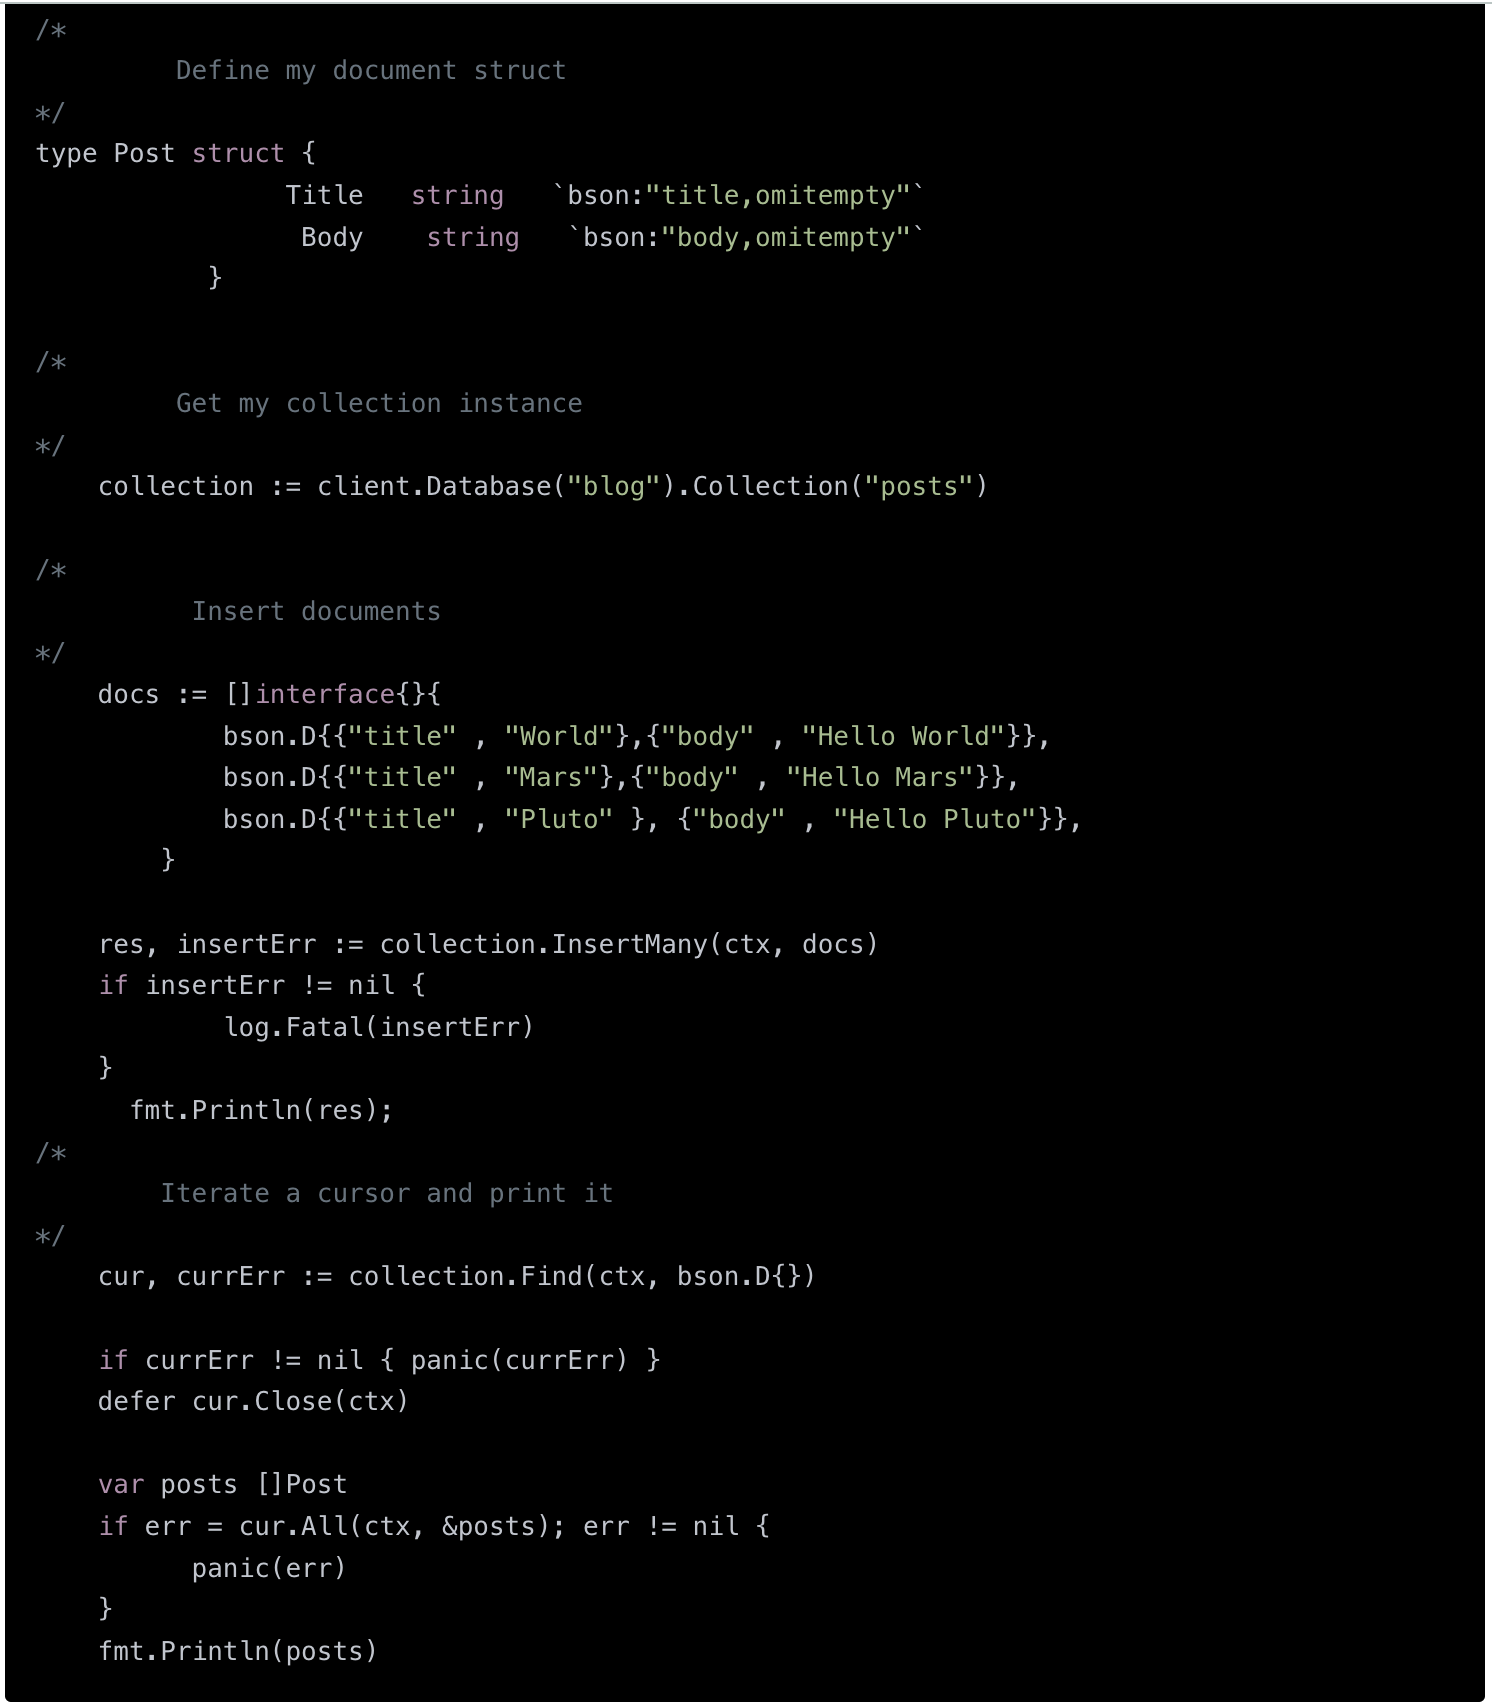 /*
         Define my document struct
*/
type Post struct {
                Title   string   `bson:"title,omitempty"`
                 Body    string   `bson:"body,omitempty"`
           }
/*
         Get my collection instance
*/
    collection := client.Database("blog").Collection("posts")
/*
          Insert documents
*/
    docs := []interface{}{
            bson.D{{"title" , "World"},{"body" , "Hello World"}},
            bson.D{{"title" , "Mars"},{"body" , "Hello Mars"}},
            bson.D{{"title" , "Pluto" }, {"body" , "Hello Pluto"}},
        }
    res, insertErr := collection.InsertMany(ctx, docs)
    if insertErr != nil {
            log.Fatal(insertErr)
    }
      fmt.Println(res);
/*
        Iterate a cursor and print it
*/
    cur, currErr := collection.Find(ctx, bson.D{})
    if currErr != nil { panic(currErr) }
    defer cur.Close(ctx)
    var posts []Post
    if err = cur.All(ctx, &posts); err != nil {
          panic(err)
    }
    fmt.Println(posts)